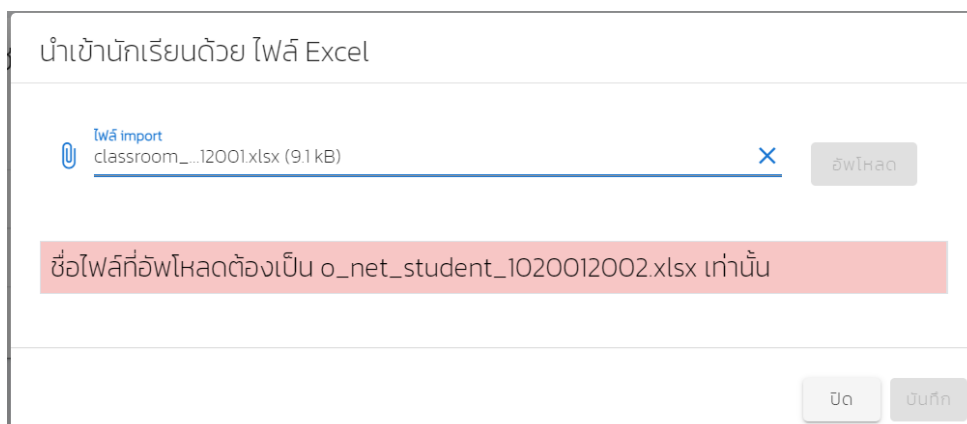 นำเข้านักเรียนด้วย ไฟล์ Excel
ไฟล์ import
classroom_...12001.xlsx (9.1 kB)
อัพโหลด
ชื่อไฟล์ที่อัพโหลดต้องเป็น o_net_student_1020012002.xlsx เท่านั้น
ปิด
บันทึก